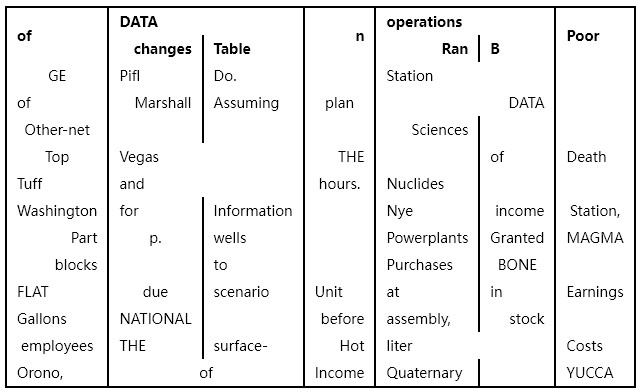 of DATA n operations Poor
changes Table Ran B
GE Pifl Do. Station
of Marshall Assuming plan DATA
Other-net Sciences
Top Vegas THE of Death
Tuff and hours. Nuclides
Washington for Information Nye income Station,
Part p. wells Powerplants Granted MAGMA
blocks to Purchases BONE
FLAT due scenario Unit at in Earnings
Gallons NATIONAL before assembly, stock
employees THE surface- Hot liter Costs
Orono, of Income Quaternary YUCCA